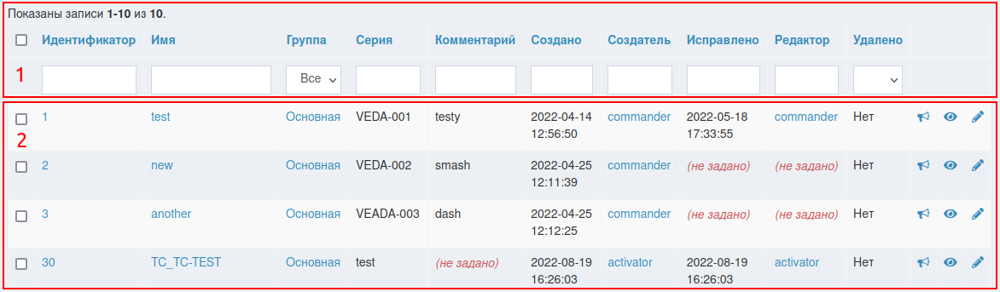 Показаны записи 1-10 из 10.
Идентификатор Имя Группа Серия Комментарий Создано Создатель Исправлено Редактор Удалено
1 Все
1 test Основная VEDA-001 testy 2022-04-14 12:56:50 commander 2022-05-18 17:33:55 commander Нет
2
2 new Основная VEDA-002 smash 2022-04-25 12:11:39 commander (не задано) (не задано) Нет
3 another Основная VEADA-003 dash 2022-04-25 12:12:25 commander (не задано) (не задано) Нет
30 TC_TC-TEST Основная test (не задано) 2022-08-19 16:26:03 activator 2022-08-19 16:26:03 activator Нет